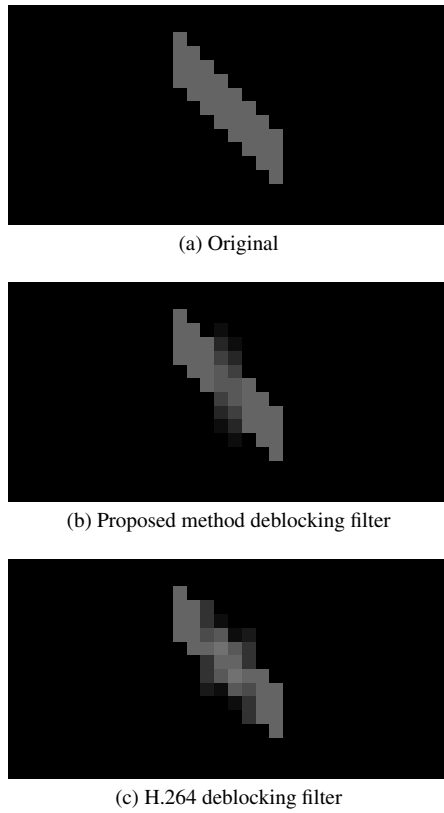 (a) Original
(b) Proposed method deblocking filter
(c) H.264 deblocking filter